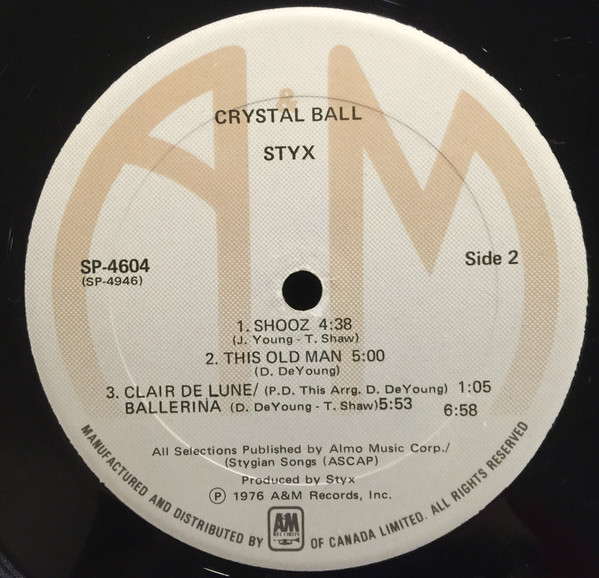 A&M
CRYSTAL BALL
STYX
SP-4604
(SP-4946)
Side 2
1. SHOOZ 4:38
(J. Young - T. Shaw)
2. THIS OLD MAN 5:00
(D. DeYoung)
3. CLAIR DE LUNE/ (P.D. This Arrg. D. DeYoung) 1:05
BALLERINA (D. DeYoung - T. Shaw)5:53 6:58
All Selections Published by Almo Music Corp./
(Stygian Songs (ASCAP)
Produced by Styx
℗ 1976 A&M Records, Inc.
MANUFACTURED AND DISTRIBUTED BY A&M RECORDS OF CANADA LIMITED. ALL RIGHTS RESERVED